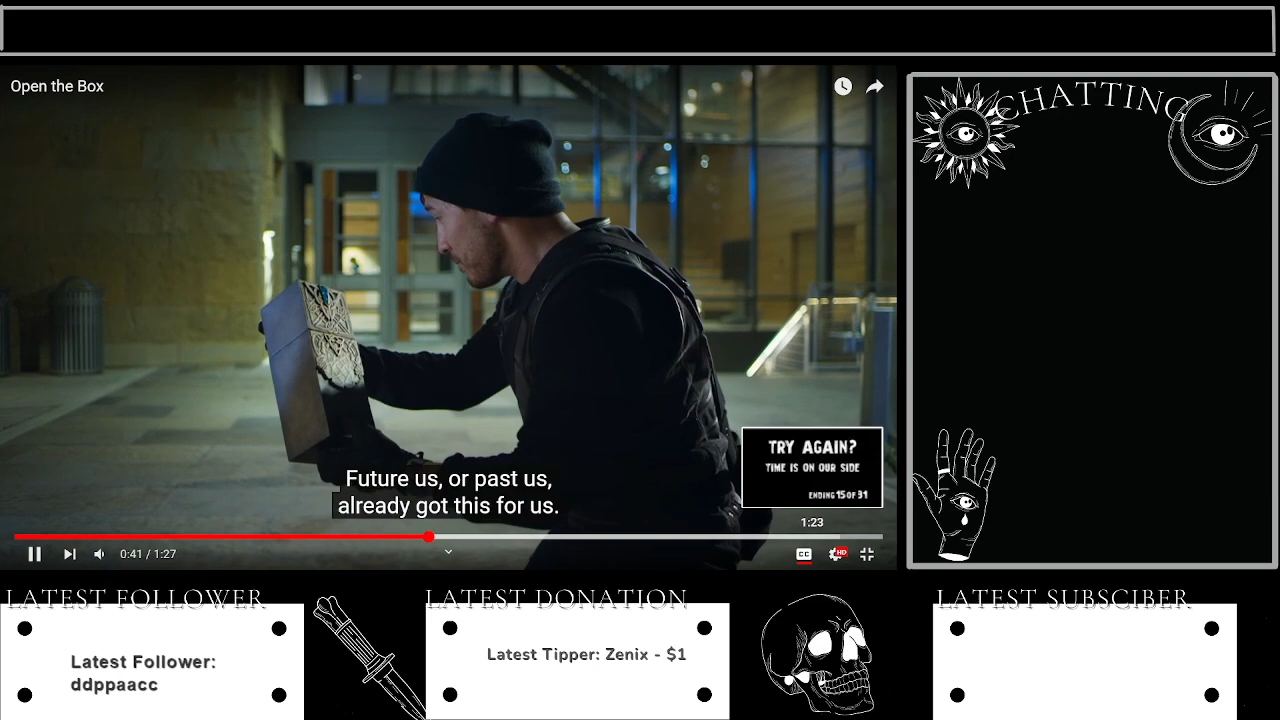 Open the Box
CHATTING
TRY AGAIN?
TIME IS ON OUR SIDE
ENDING 15 OF 31
Future us, or past us,
already got this for us.
1:23
0:41 / 1:27
CC
HD
LATEST FOLLOWER
LATEST DONATION
LATEST SUBSCIBER
Latest Follower:
ddppaacc
Latest Tipper: Zenix - $1